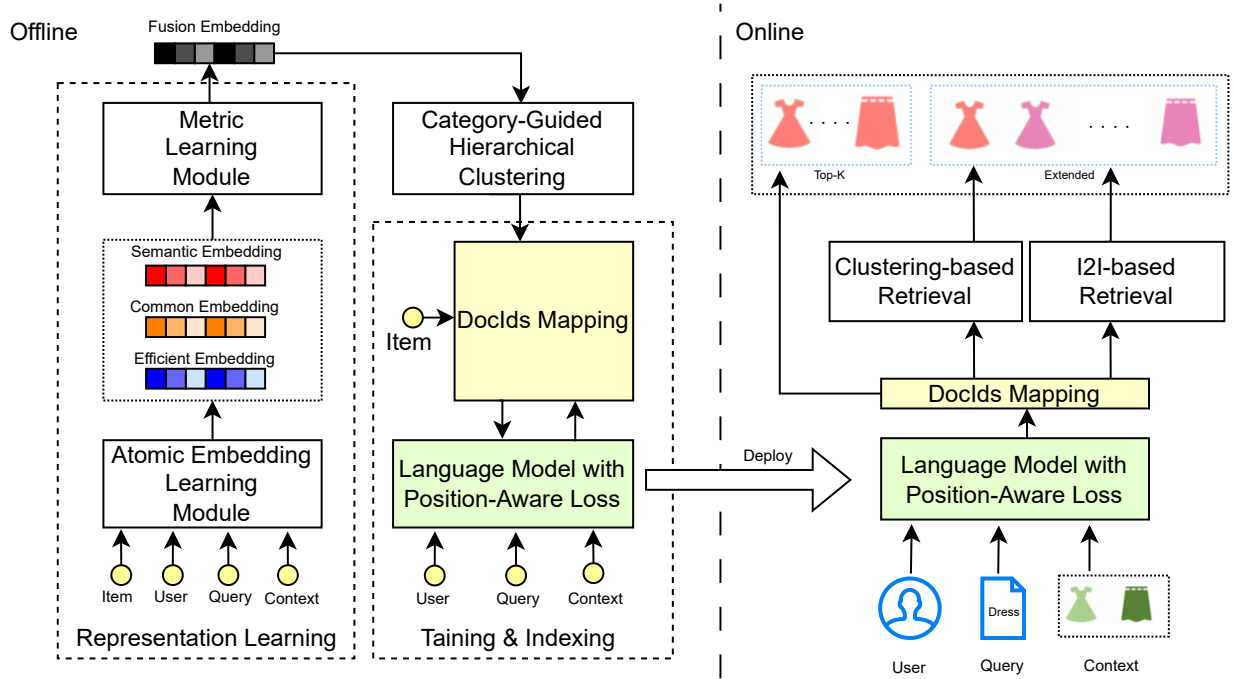 Offline
Fusion Embedding
Metric
Learning
Module
Semantic Embedding
Common Embedding
Efficient Embedding
Atomic Embedding
Learning
Module
Item
User
Query
Context
Representation Learning
Category-Guided
Hierarchical
Clustering
DocIds Mapping
Item
Language Model with
Position-Aware Loss
User
Query
Context
Taining & Indexing
Deploy
Online
. . . .
. . . .
Top-K
Extended
Clustering-based
Retrieval
I2I-based
Retrieval
DocIds Mapping
Language Model with
Position-Aware Loss
Dress
User
Query
Context